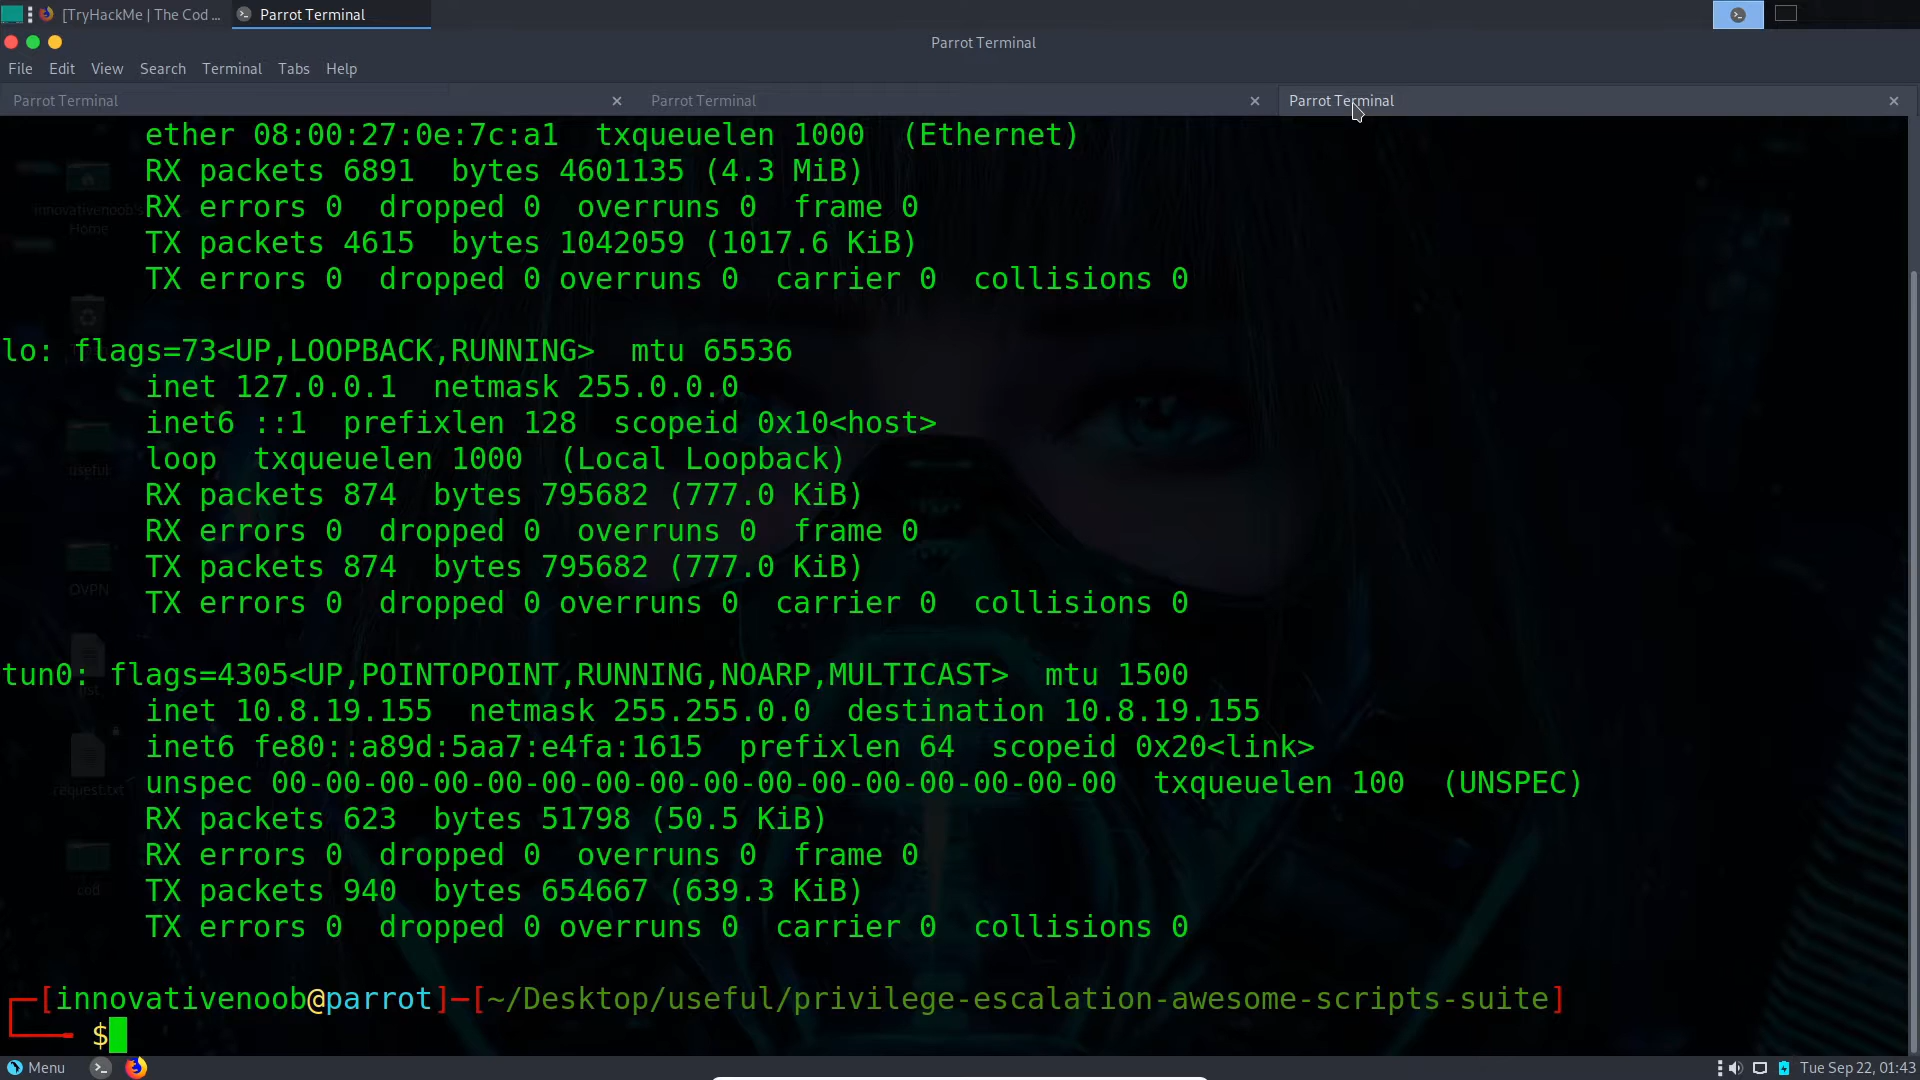 [TryHackMe | The Cod ...
Parrot Terminal
Parrot Terminal
File Edit View Search Terminal Tabs Help
Parrot Terminal × Parrot Terminal × Parrot Terminal ×
ether 08:00:27:0e:7c:a1 txqueuelen 1000 (Ethernet)
RX packets 6891 bytes 4601135 (4.3 MiB)
RX errors 0 dropped 0 overruns 0 frame 0
TX packets 4615 bytes 1042059 (1017.6 KiB)
TX errors 0 dropped 0 overruns 0 carrier 0 collisions 0
lo: flags=73<UP,LOOPBACK,RUNNING> mtu 65536
inet 127.0.0.1 netmask 255.0.0.0
inet6 ::1 prefixlen 128 scopeid 0x10<host>
loop txqueuelen 1000 (Local Loopback)
RX packets 874 bytes 795682 (777.0 KiB)
RX errors 0 dropped 0 overruns 0 frame 0
TX packets 874 bytes 795682 (777.0 KiB)
TX errors 0 dropped 0 overruns 0 carrier 0 collisions 0
tun0: flags=4305<UP,POINTOPOINT,RUNNING,NOARP,MULTICAST> mtu 1500
inet 10.8.19.155 netmask 255.255.0.0 destination 10.8.19.155
inet6 fe80::a89d:5aa7:e4fa:1615 prefixlen 64 scopeid 0x20<link>
unspec 00-00-00-00-00-00-00-00-00-00-00-00-00-00-00-00 txqueuelen 100 (UNSPEC)
RX packets 623 bytes 51798 (50.5 KiB)
RX errors 0 dropped 0 overruns 0 frame 0
TX packets 940 bytes 654667 (639.3 KiB)
TX errors 0 dropped 0 overruns 0 carrier 0 collisions 0
[innovativenoob@parrot]─[~/Desktop/useful/privilege-escalation-awesome-scripts-suite]
$
innovativenoob's
Home
useful
OVPN
list
request.txt
cod
Menu
Tue Sep 22, 01:43